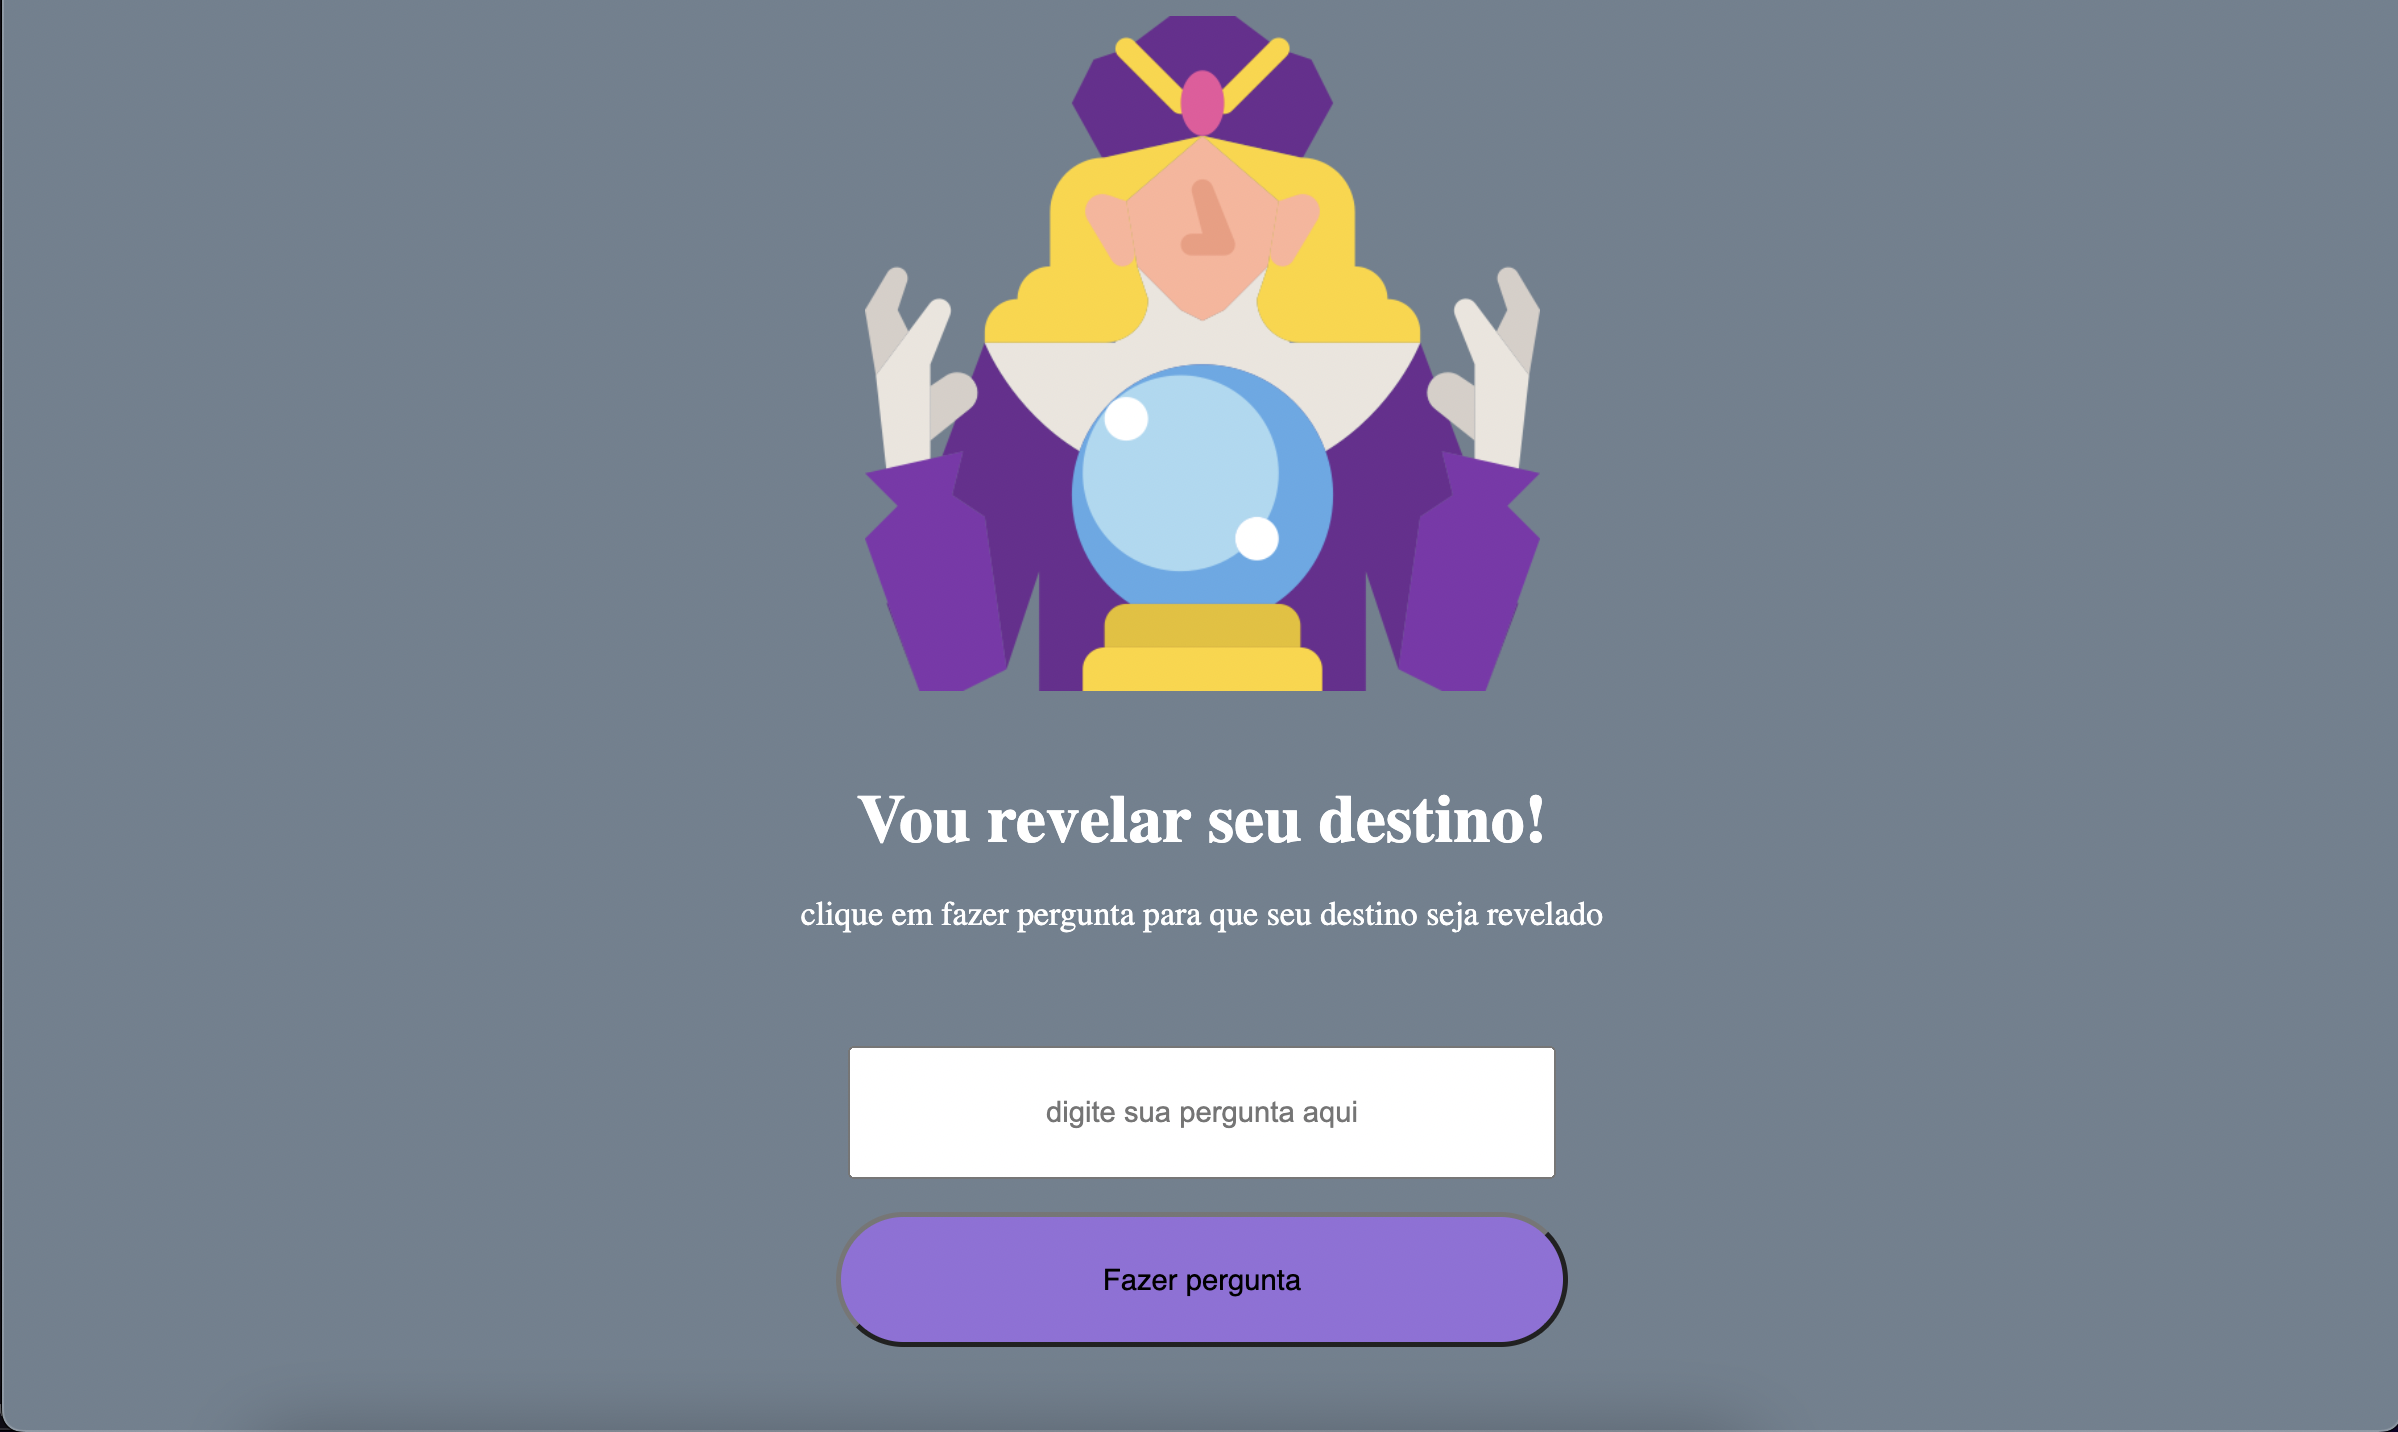 Vou revelar seu destino!
clique em fazer pergunta para que seu destino seja revelado
digite sua pergunta aqui
Fazer pergunta